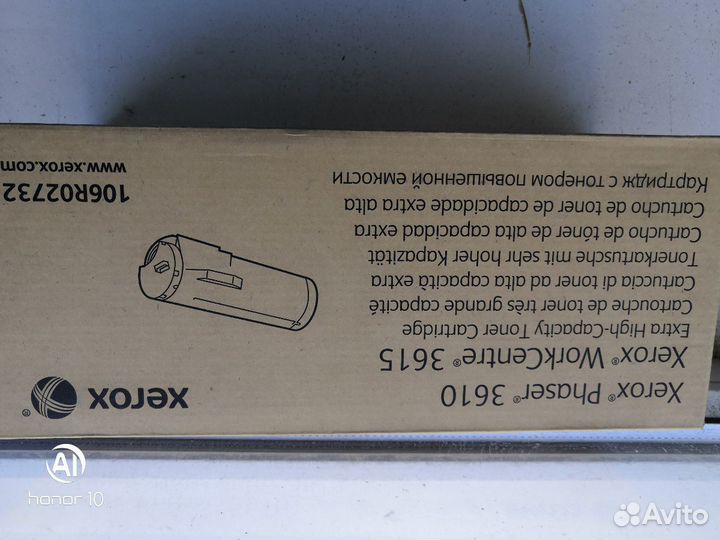 Xerox® Phaser® 3610
Xerox® WorkCentre® 3615
Extra High-Capacity Toner Cartridge
Cartouche de toner très grande capacité
Cartuccia di toner ad alta capacità extra
Tonerkartusche mit sehr hoher Kapazität
Cartucho de tóner de alta capacidad extra
Cartucho de toner de capacidade extra alta
Картридж с тонером повышенной емкости
xerox ®
106R02732
www.xerox.com
AI
honor 10
Avito